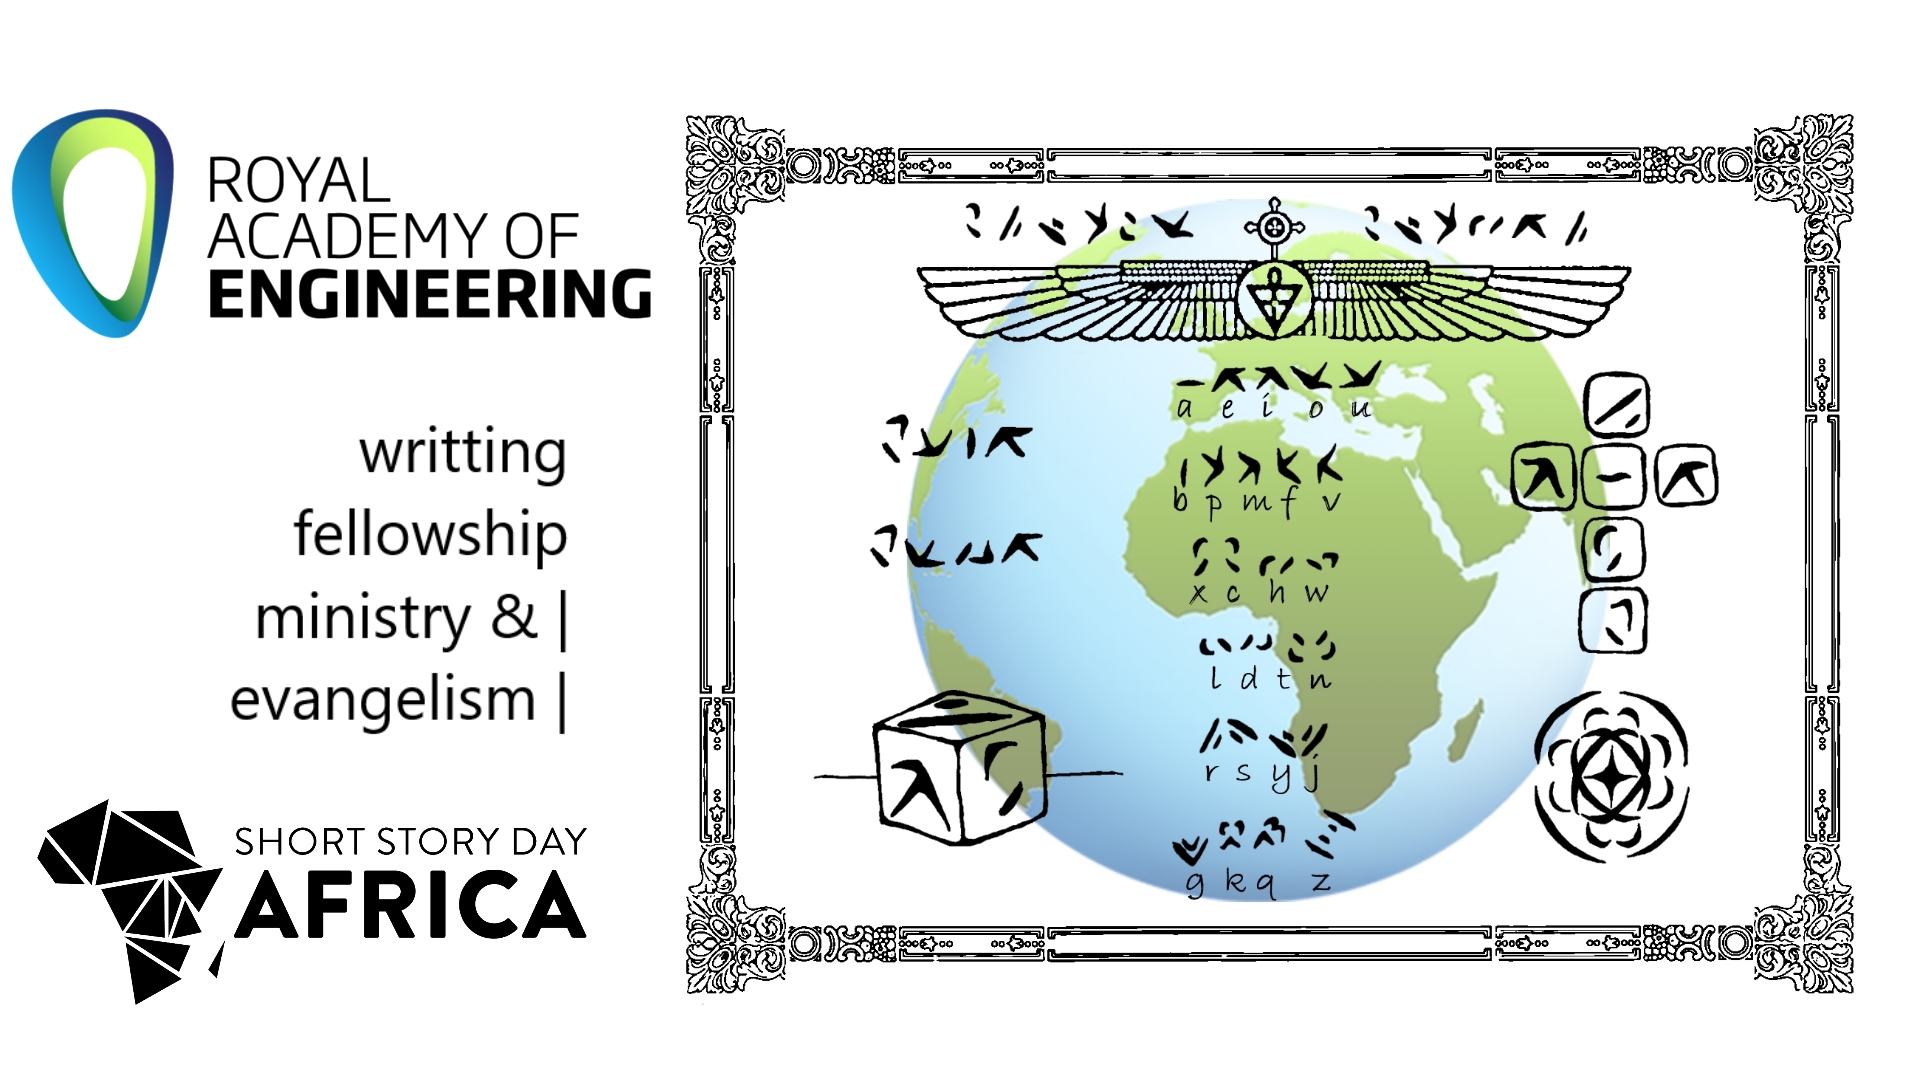 ROYAL
ACADEMY OF
ENGINEERING
writting
fellowship
ministry & |
evangelism |
SHORT STORY DAY
AFRICA
a e i o u
b p m f v
x c h w
l d t n
r s y j
g k q z